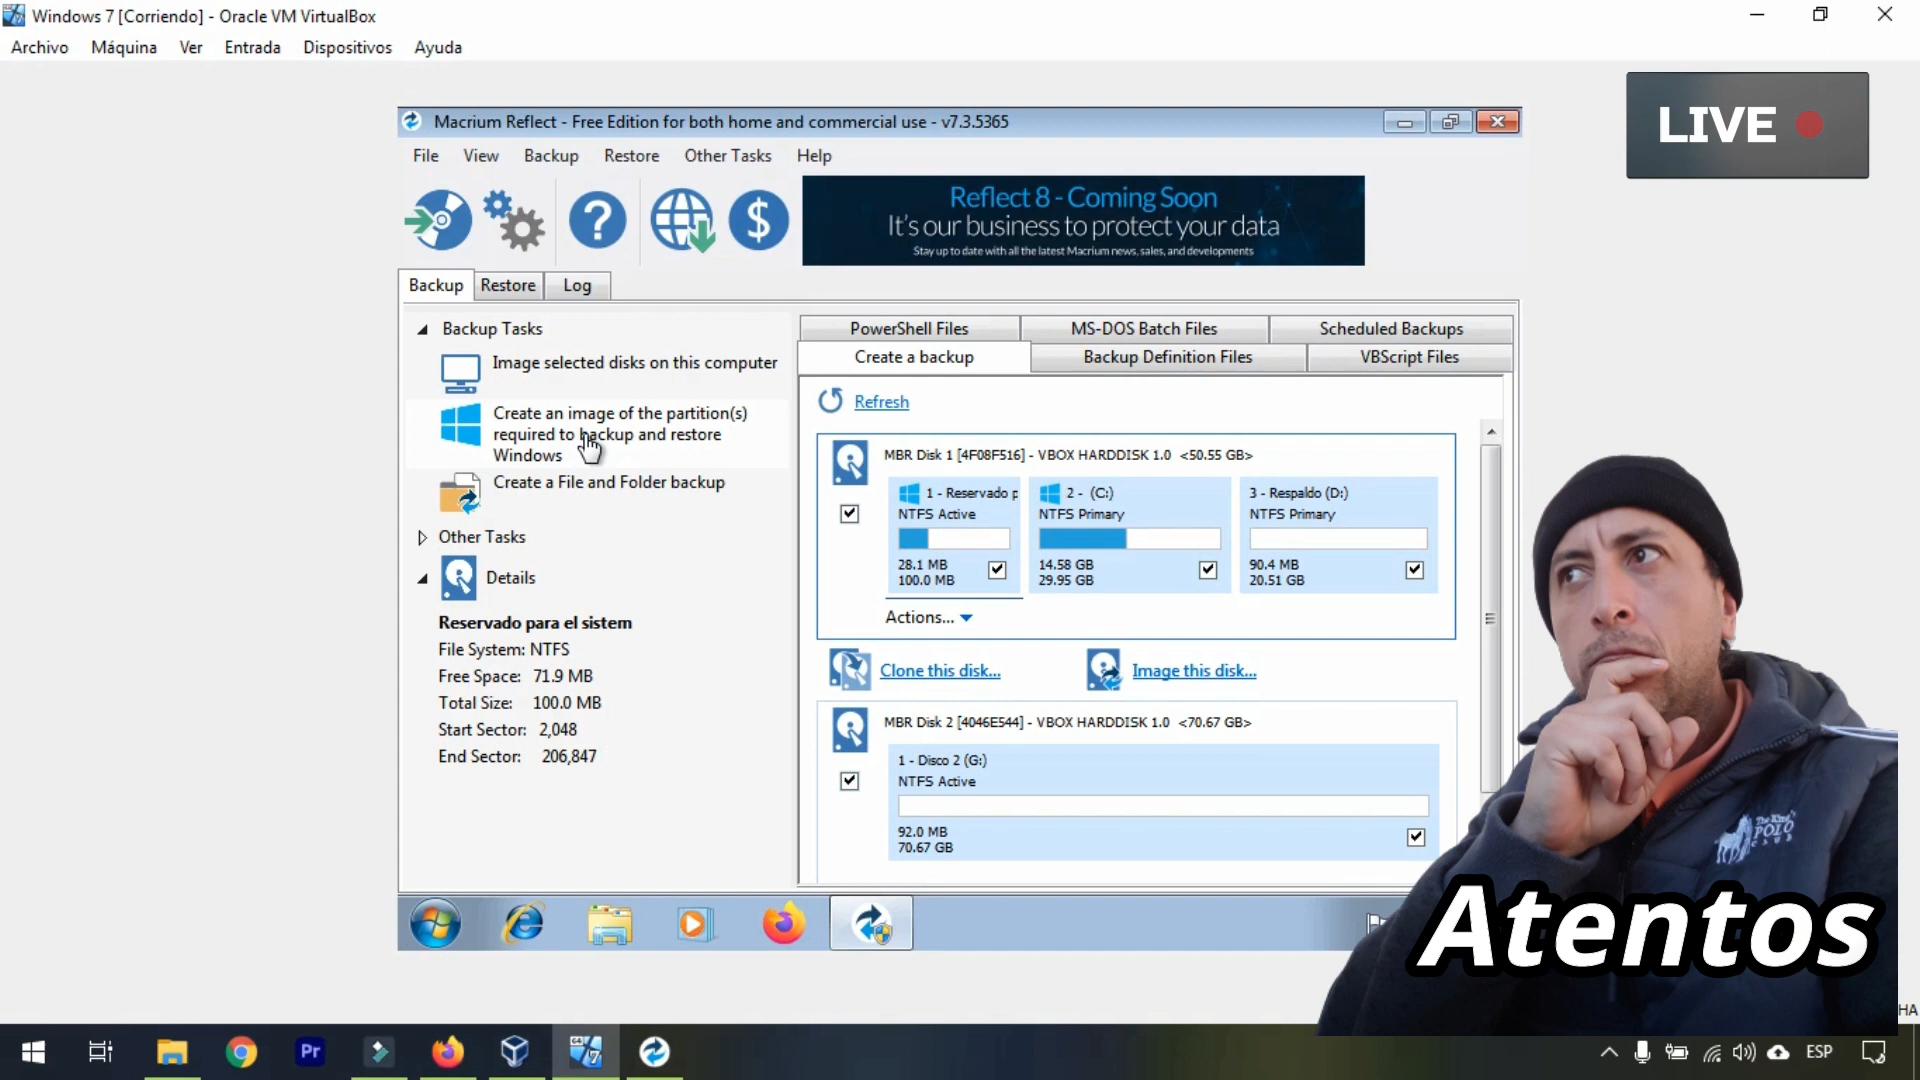 Windows 7 [Corriendo] - Oracle VM VirtualBox
Archivo Máquina Ver Entrada Dispositivos Ayuda
LIVE
Macrium Reflect - Free Edition for both home and commercial use - v7.3.5365
File View Backup Restore Other Tasks Help
Reflect 8 - Coming Soon
It's our business to protect your data
Stay up to date with all the latest Macrium news, sales, and developments
Backup Restore Log
Backup Tasks
Image selected disks on this computer
Create an image of the partition(s)
required to backup and restore
Windows
Create a File and Folder backup
Other Tasks
Details
Reservado para el sistem
File System: NTFS
Free Space: 71.9 MB
Total Size: 100.0 MB
Start Sector: 2,048
End Sector: 206,847
PowerShell Files MS-DOS Batch Files Scheduled Backups
Create a backup Backup Definition Files VBScript Files
Refresh
MBR Disk 1 [4F08F516] - VBOX HARDDISK 1.0 <50.55 GB>
1 - Reservado p
NTFS Active
28.1 MB
100.0 MB
2 - (C:)
NTFS Primary
14.58 GB
29.95 GB
3 - Respaldo (D:)
NTFS Primary
90.4 MB
20.51 GB
Actions...
Clone this disk... Image this disk...
MBR Disk 2 [4046E544] - VBOX HARDDISK 1.0 <70.67 GB>
1 - Disco 2 (G:)
NTFS Active
92.0 MB
70.67 GB
The King's
POLO
CLUB
Atentos
HA
Pr
64
7
ESP